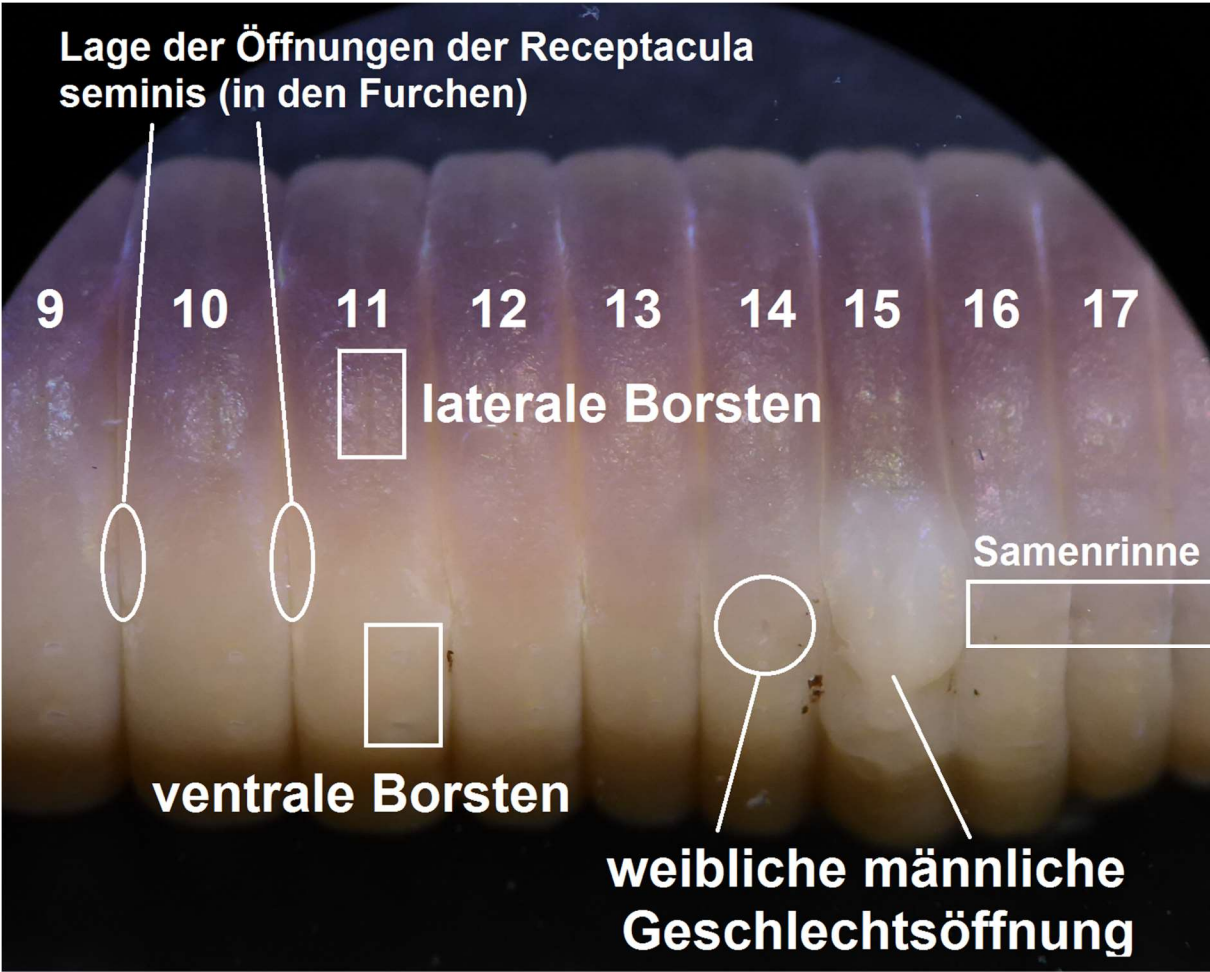 Lage der Öffnungen der Receptacula
seminis (in den Furchen)
9 10 11 12 13 14 15 16 17
laterale Borsten
Samenrinne
ventrale Borsten
weibliche männliche
Geschlechtsöffnung